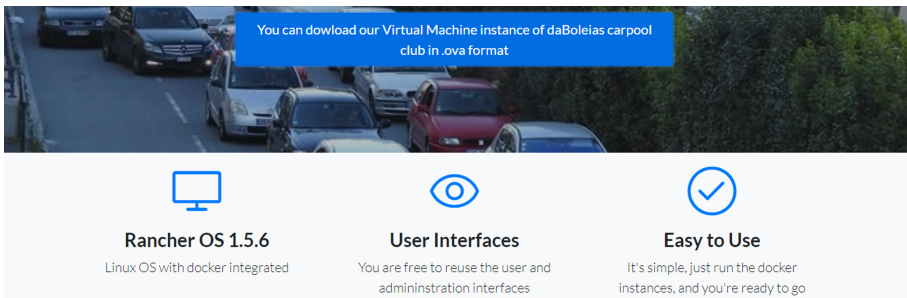 You can dowload our Virtual Machine instance of daBoleias carpool
club in .ova format
Rancher OS 1.5.6
Linux OS with docker integrated
User Interfaces
You are free to reuse the user and
admininstration interfaces
Easy to Use
It's simple, just run the docker
instances, and you're ready to go